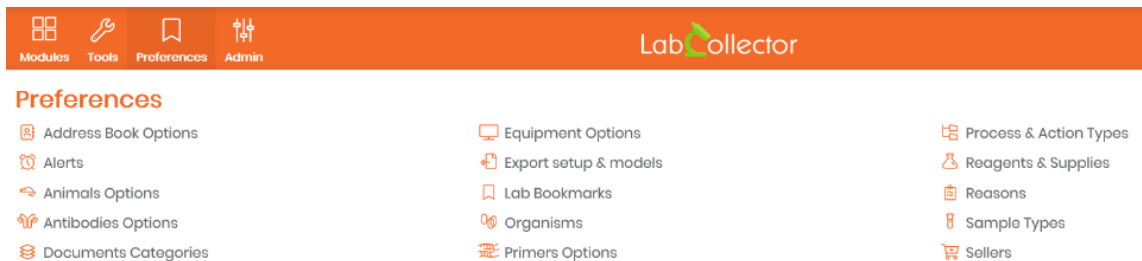 Modules Tools Preferences Admin
LabCollector
Preferences
Address Book Options
Alerts
Animals Options
Antibodies Options
Documents Categories
Equipment Options
Export setup & models
Lab Bookmarks
Organisms
Primers Options
Process & Action Types
Reagents & Supplies
Reasons
Sample Types
Sellers